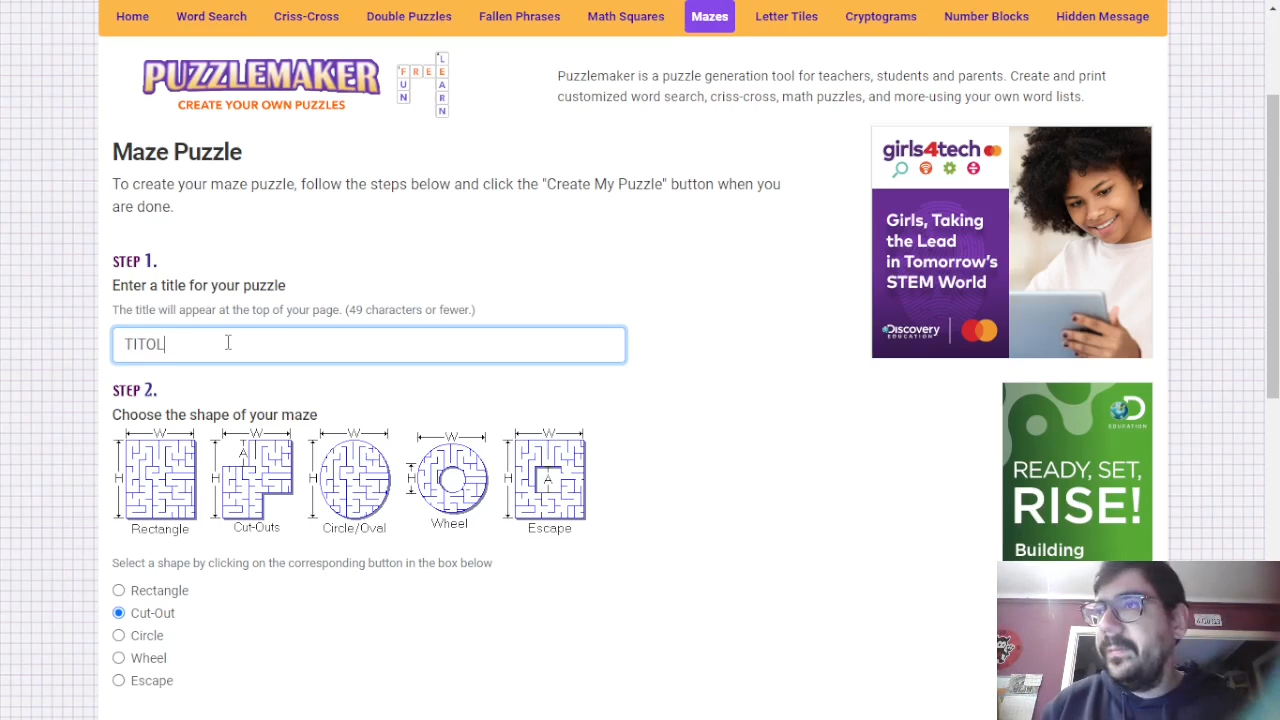 Home Word Search Criss-Cross Double Puzzles Fallen Phrases Math Squares Mazes Letter Tiles Cryptograms Number Blocks Hidden Message
PUZZLEMAKER
CREATE YOUR OWN PUZZLES
FREE
FUN
LEARN
Puzzlemaker is a puzzle generation tool for teachers, students and parents. Create and print
customized word search, criss-cross, math puzzles, and more-using your own word lists.
Maze Puzzle
To create your maze puzzle, follow the steps below and click the "Create My Puzzle" button when you
are done.
STEP 1.
Enter a title for your puzzle
The title will appear at the top of your page. (49 characters or fewer.)
TITOL
STEP 2.
Choose the shape of your maze
W W W W W
H A H H H H A
Rectangle Cut-Outs Circle/Oval Wheel Escape
Select a shape by clicking on the corresponding button in the box below
Rectangle
Cut-Out
Circle
Wheel
Escape
girls4tech
Girls, Taking
the Lead
in Tomorrow's
STEM World
Discovery
EDUCATION
D
EDUCATION
READY, SET,
RISE!
Building